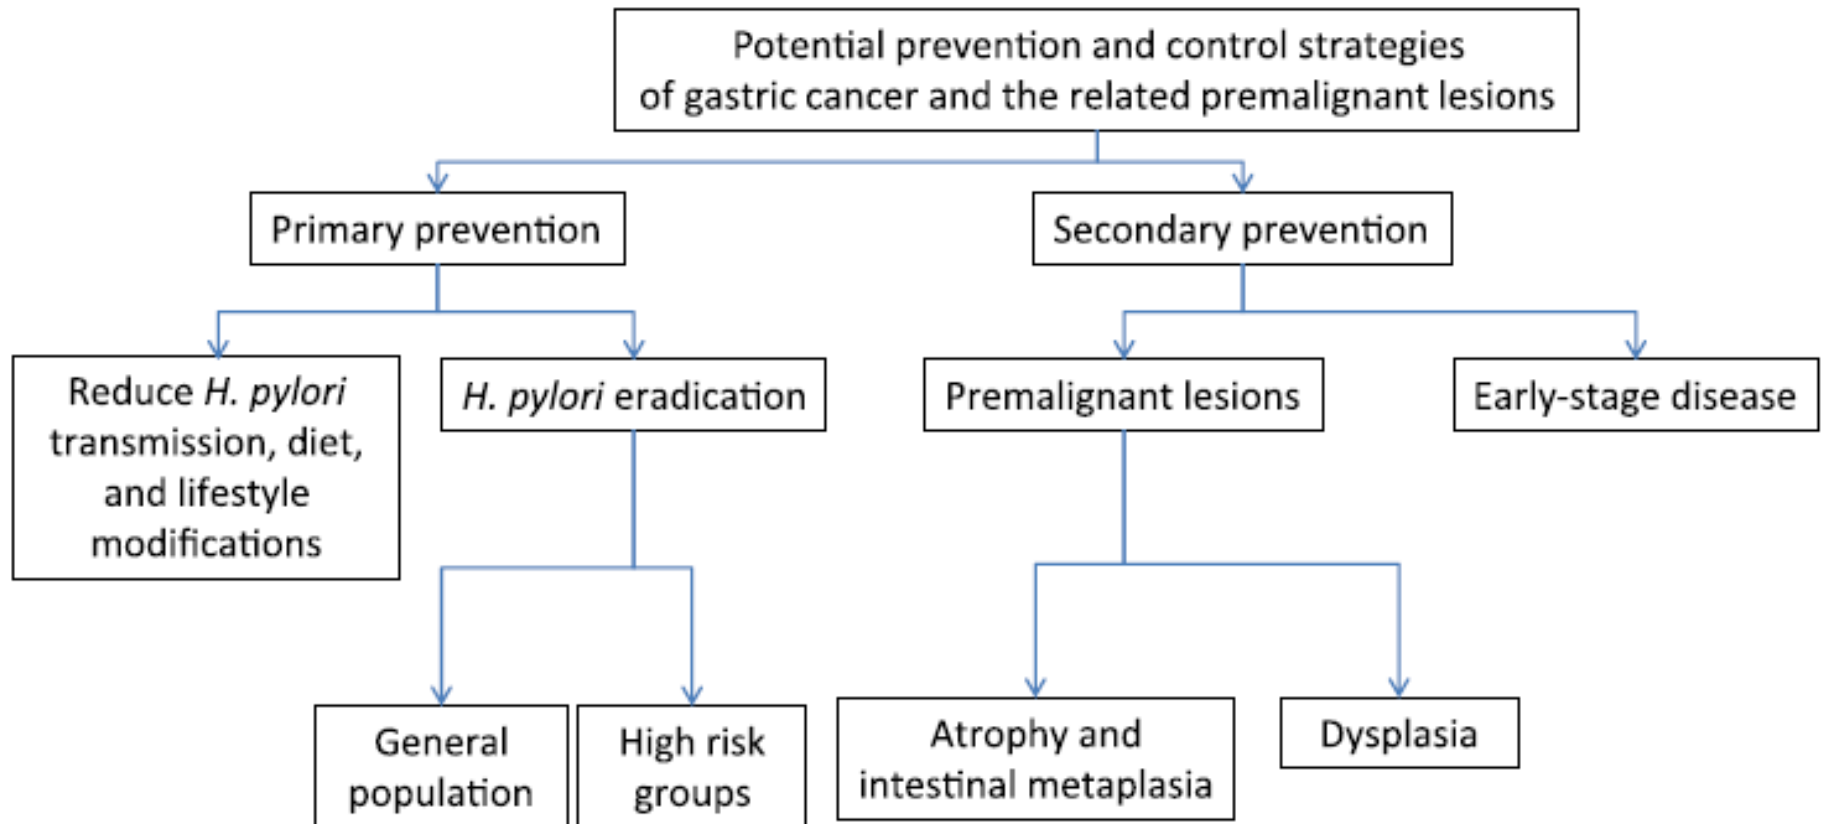 Potential prevention and control strategies
of gastric cancer and the related premalignant lesions
Primary prevention
Secondary prevention
Reduce H. pylori
transmission, diet,
and lifestyle
modifications
H. pylori eradication
Premalignant lesions
Early-stage disease
General
population
High risk
groups
Atrophy and
intestinal metaplasia
Dysplasia